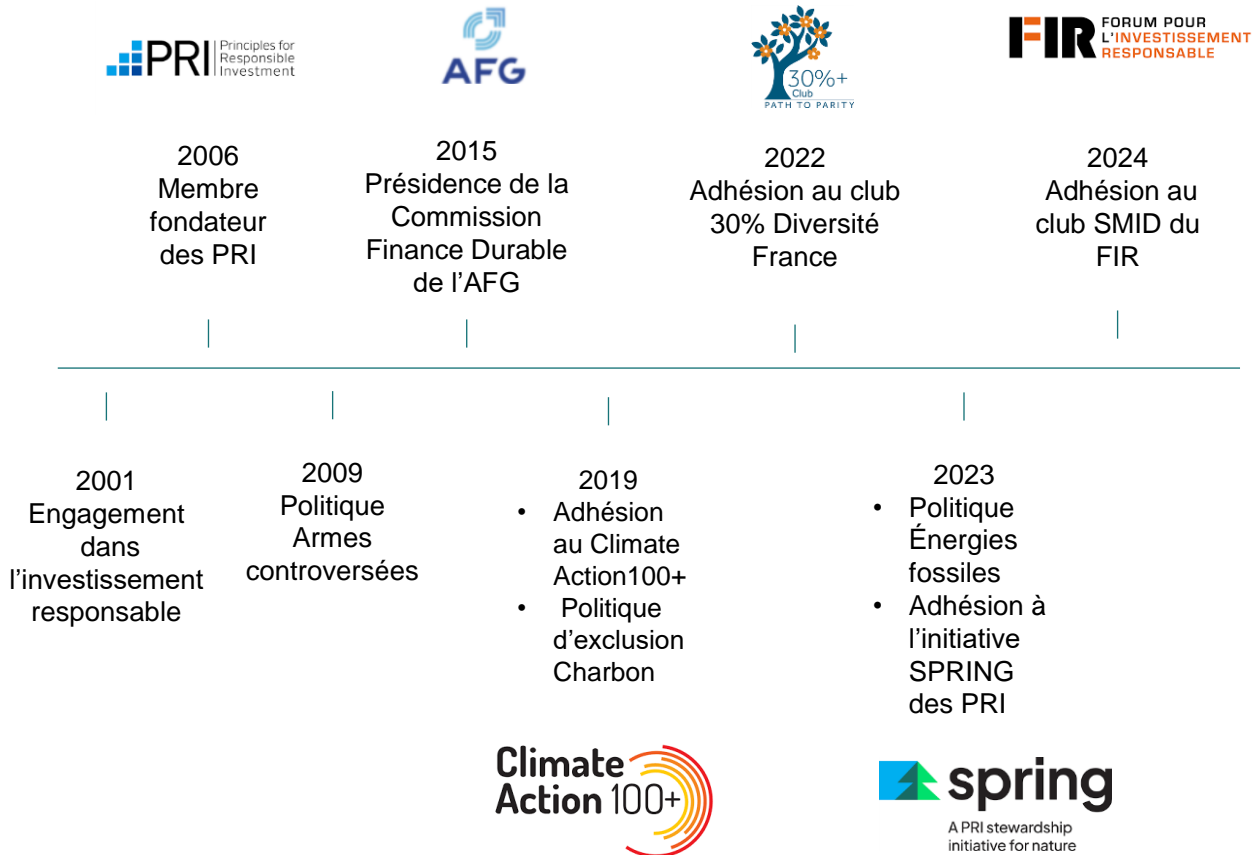 PRI
Principles for
Responsible
Investment
AFG
30%+
Club
PATH TO PARITY
FIR
FORUM POUR
L'INVESTISSEMENT
RESPONSABLE
2006
Membre
fondateur
des PRI
2015
Présidence de la
Commission
Finance Durable
de l’AFG
2022
Adhésion au club
30% Diversité
France
2024
Adhésion au
club SMID du
FIR
2001
Engagement
dans
l’investissement
responsable
2009
Politique
Armes
controversées
2019
• Adhésion
au Climate
Action100+
• Politique
d’exclusion
Charbon
2023
• Politique
Énergies
fossiles
• Adhésion à
l’initiative
SPRING
des PRI
Climate
Action 100+
spring
A PRI stewardship
initiative for nature